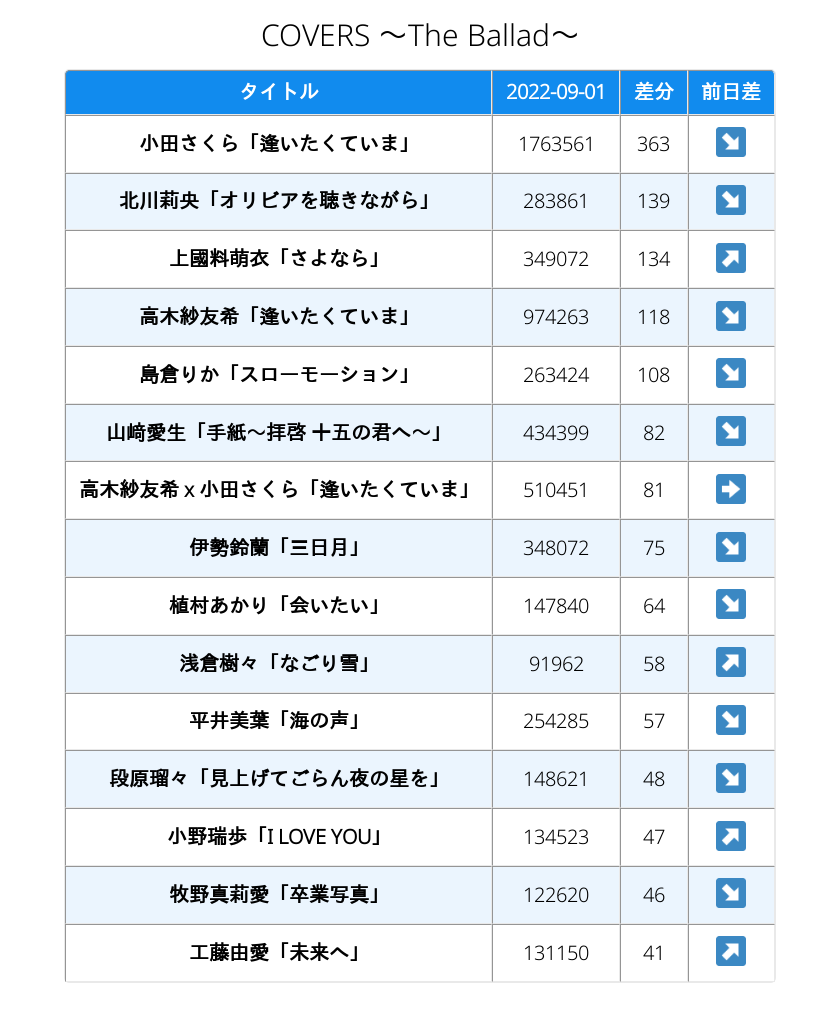 COVERS ～The Ballad～
タイトル 2022-09-01 差分 前日差
小田さくら「逢いたくていま」 1763561 363 ↘
北川莉央「オリビアを聴きながら」 283861 139 ↘
上國料萌衣「さよなら」 349072 134 ↗
高木紗友希「逢いたくていま」 974263 118 ↘
島倉りか「スローモーション」 263424 108 ↘
山﨑愛生「手紙～拝啓 十五の君へ～」 434399 82 ↘
高木紗友希 x 小田さくら「逢いたくていま」 510451 81 ➡
伊勢鈴蘭「三日月」 348072 75 ↘
植村あかり「会いたい」 147840 64 ↘
浅倉樹々「なごり雪」 91962 58 ↗
平井美葉「海の声」 254285 57 ↘
段原瑠々「見上げてごらん夜の星を」 148621 48 ↘
小野瑞歩「I LOVE YOU」 134523 47 ↗
牧野真莉愛「卒業写真」 122620 46 ↘
工藤由愛「未来へ」 131150 41 ↗